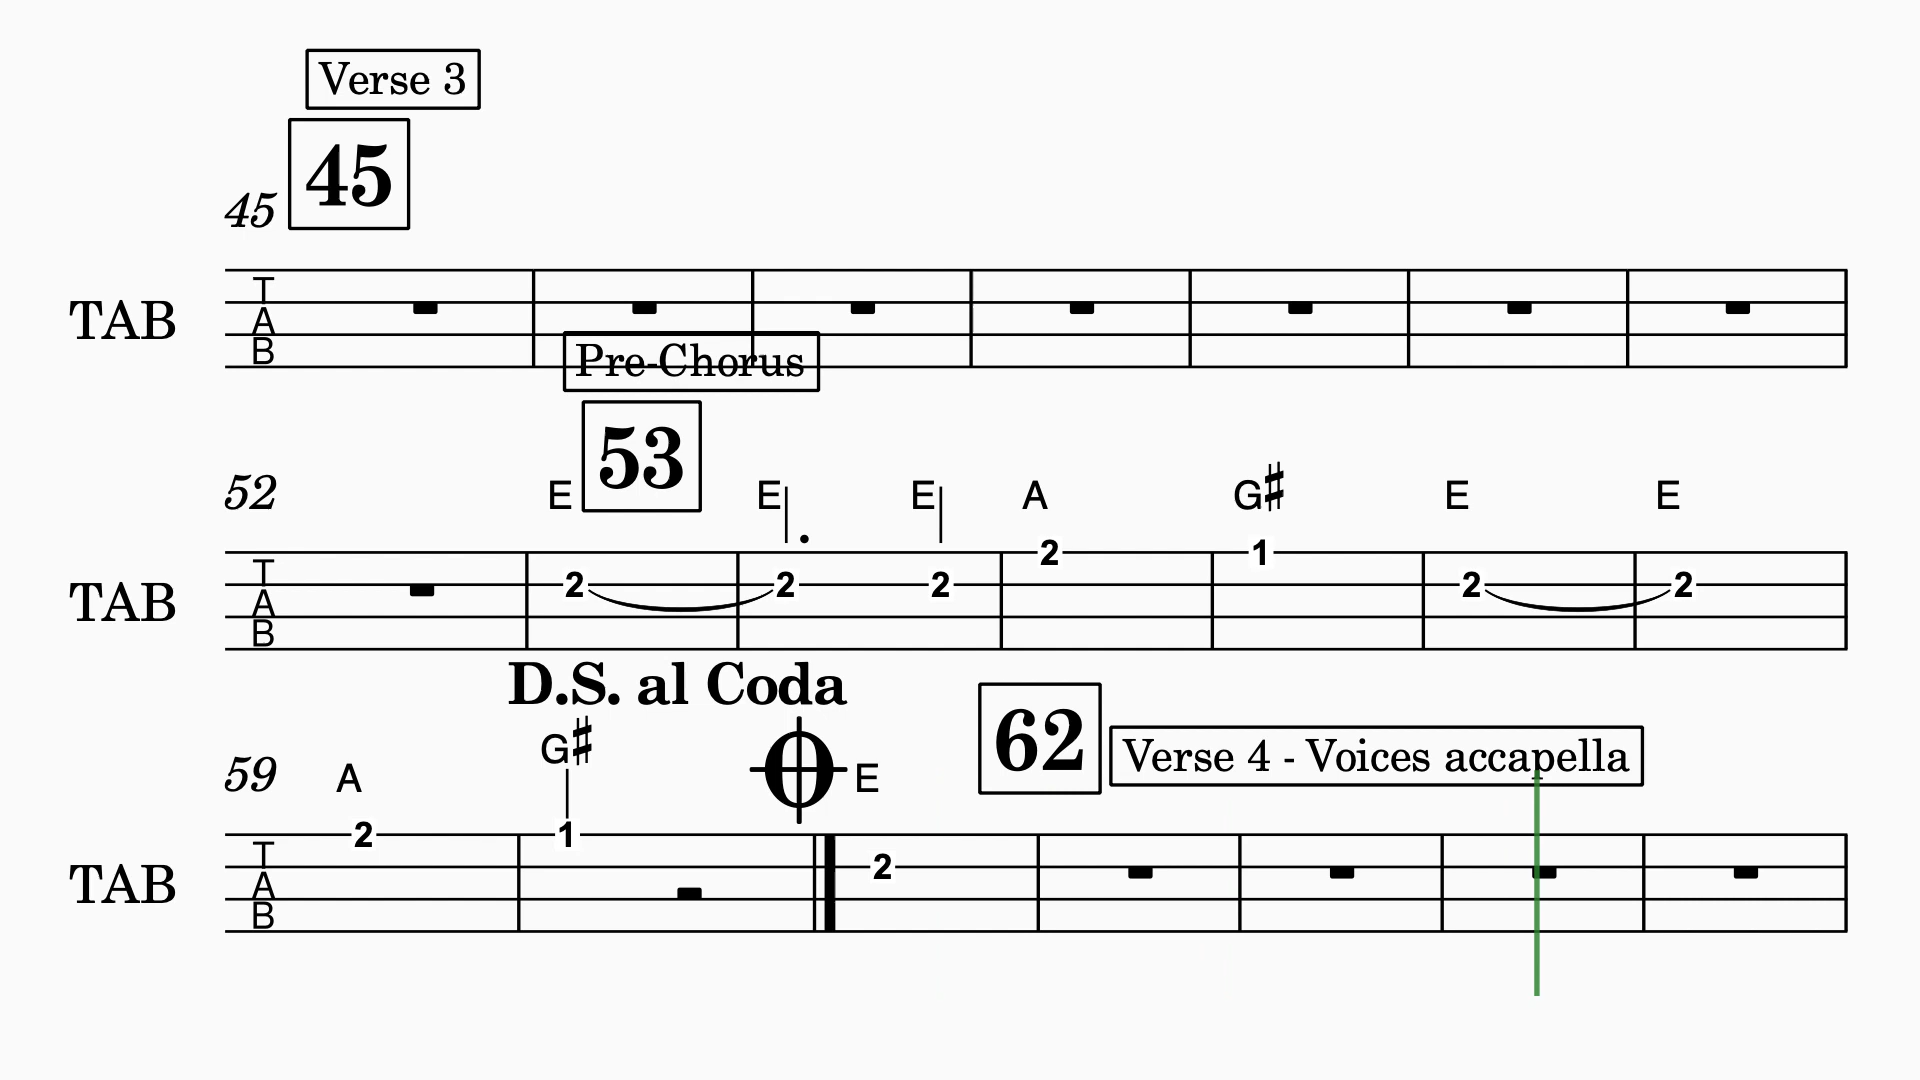 Verse 3
45
45
TAB
T
A
B
Pre-Chorus
53
52 E E E A G♯ E E
2 1
TAB
T
A
B
2 2 2 2 2
D.S. al Coda
62
Verse 4 - Voices accapella
59 A G♯ E
2 1
TAB
T
A
B
2